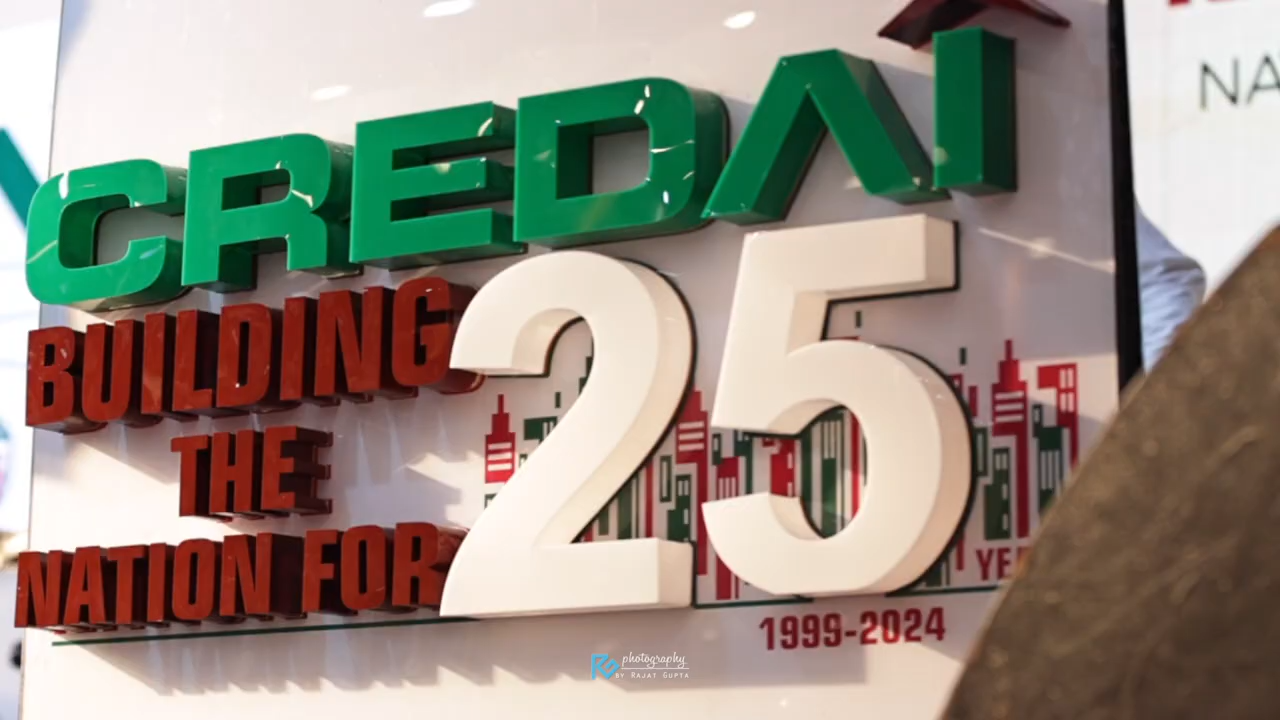 CREDAI
BUILDING
THE
NATION FOR
25
1999-2024
photography
BY RAJAT GUPTA